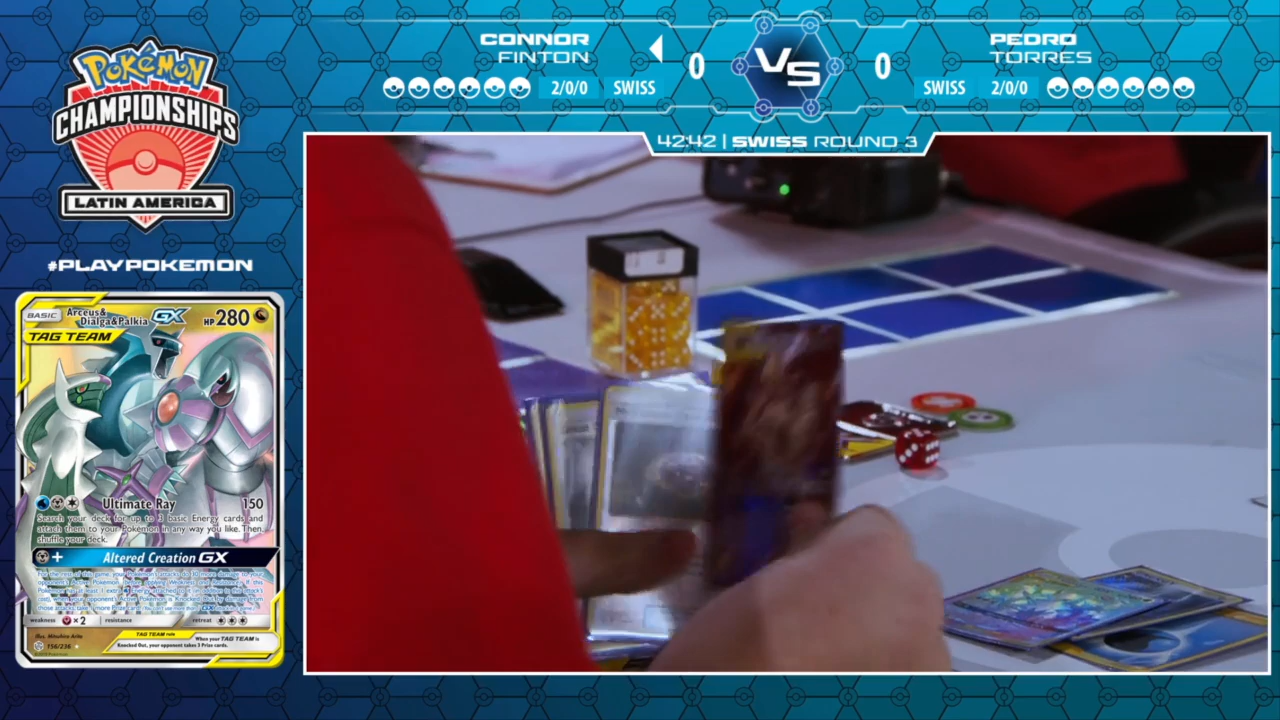 POKéMON
CHAMPIONSHIPS
LATIN AMERICA
#PLAYPOKEMON
CONNOR
FINTON
0
VS
0
PEDRO
TORRES
2/0/0
SWISS
SWISS
2/0/0
42:42 | SWISS ROUND 3
BASIC
Arceus&
Dialga&Palkia GX
HP280
TAG TEAM
Ultimate Ray 150
Search your deck for up to 3 basic Energy cards and
attach them to your Pokémon in any way you like. Then,
shuffle your deck.
+ Altered Creation GX
weakness ×2 resistance retreat
TAG TEAM rule
When your TAG TEAM is
Knocked Out, your opponent takes 3 Prize cards.
156/236